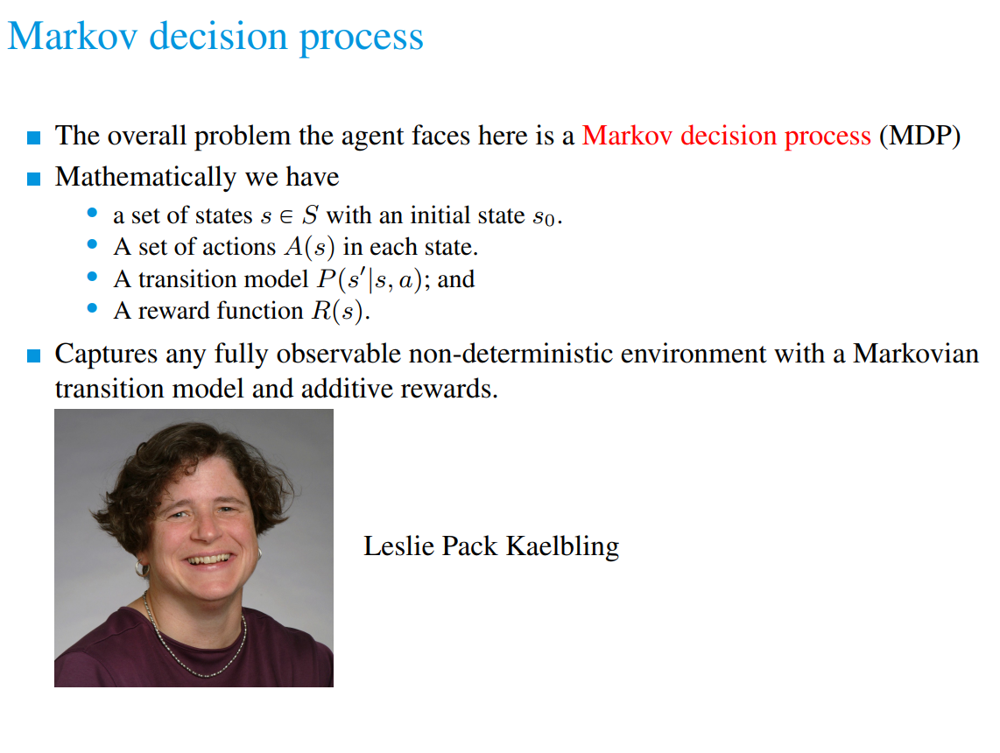 Markov decision process
The overall problem the agent faces here is a Markov decision process (MDP)
Mathematically we have
a set of states s ∈ S with an initial state s₀.
A set of actions A(s) in each state.
A transition model P(s′|s, a); and
A reward function R(s).
Captures any fully observable non-deterministic environment with a Markovian
transition model and additive rewards.
Leslie Pack Kaelbling